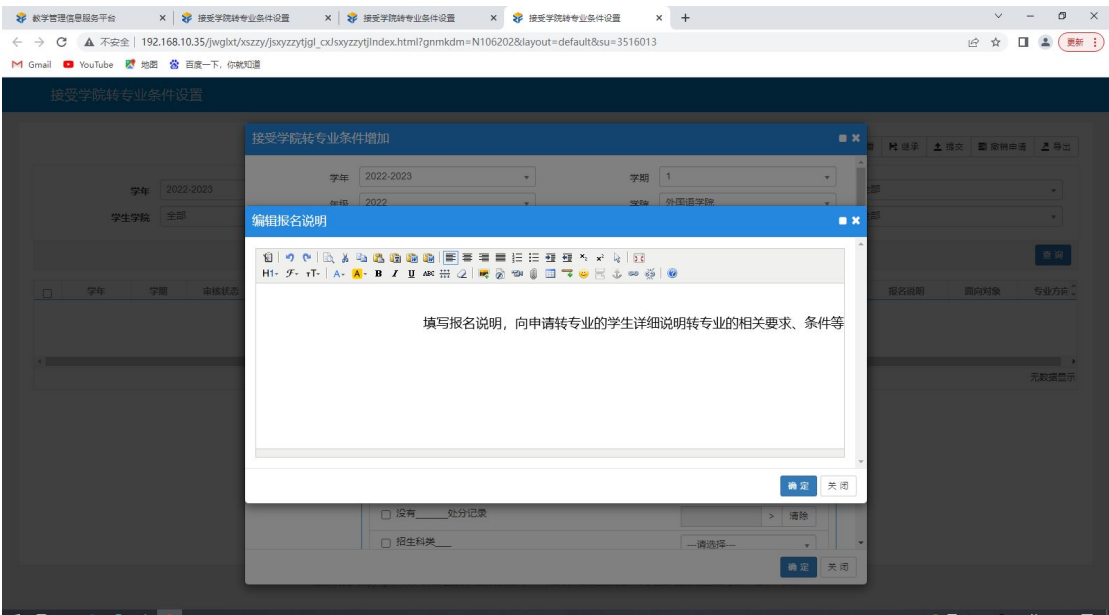 教学管理信息服务平台 接受学院转专业条件设置 接受学院转专业条件设置 接受学院转专业条件设置
不安全 192.168.10.35/jwglxt/xszzy/jsxyzzytjgl_cxJsxyzzytjIndex.html?gnmkdm=N106202&layout=default&su=3516013 更新
Gmail YouTube 地图 百度一下，你就知道
接受学院转专业条件设置
接受学院转专业条件增加
继承 提交 撤销申请 导出
学年 2022-2023 学期 1
学年 2022-2023
年级 2022 学院 外国语学院
学生学院 全部
编辑报名说明
查询
学年 学期 审核状态 报名说明 面向对象 专业方向
填写报名说明，向申请转专业的学生详细说明转专业的相关要求、条件等
无数据显示
确定 关闭
没有______处分记录 > 清除
招生科类___ ---请选择---
确定 关闭